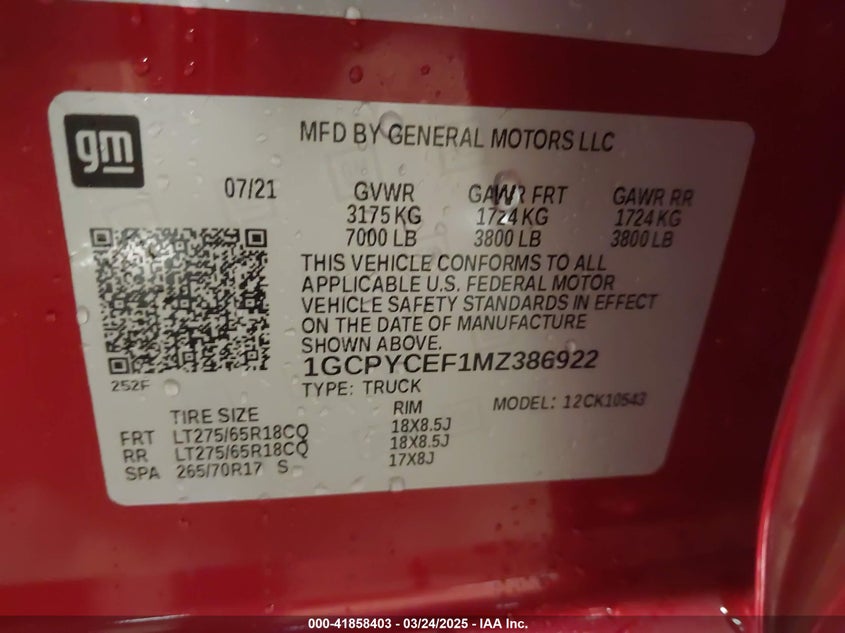 gm
MFD BY GENERAL MOTORS LLC
07/21 GVWR GAWR FRT GAWR RR
3175 KG 1724 KG 1724 KG
7000 LB 3800 LB 3800 LB
THIS VEHICLE CONFORMS TO ALL
APPLICABLE U.S. FEDERAL MOTOR
VEHICLE SAFETY STANDARDS IN EFFECT
ON THE DATE OF MANUFACTURE
SHOWN ABOVE.
1GCPYCEF1MZ386922
252F
TYPE: TRUCK MODEL: 12CK10543
TIRE SIZE RIM
FRT LT275/65R18CQ 18X8.5J
RR LT275/65R18CQ 18X8.5J
SPA 265/70R17 S 17X8J
000-41858403 - 03/24/2025 - IAA Inc.